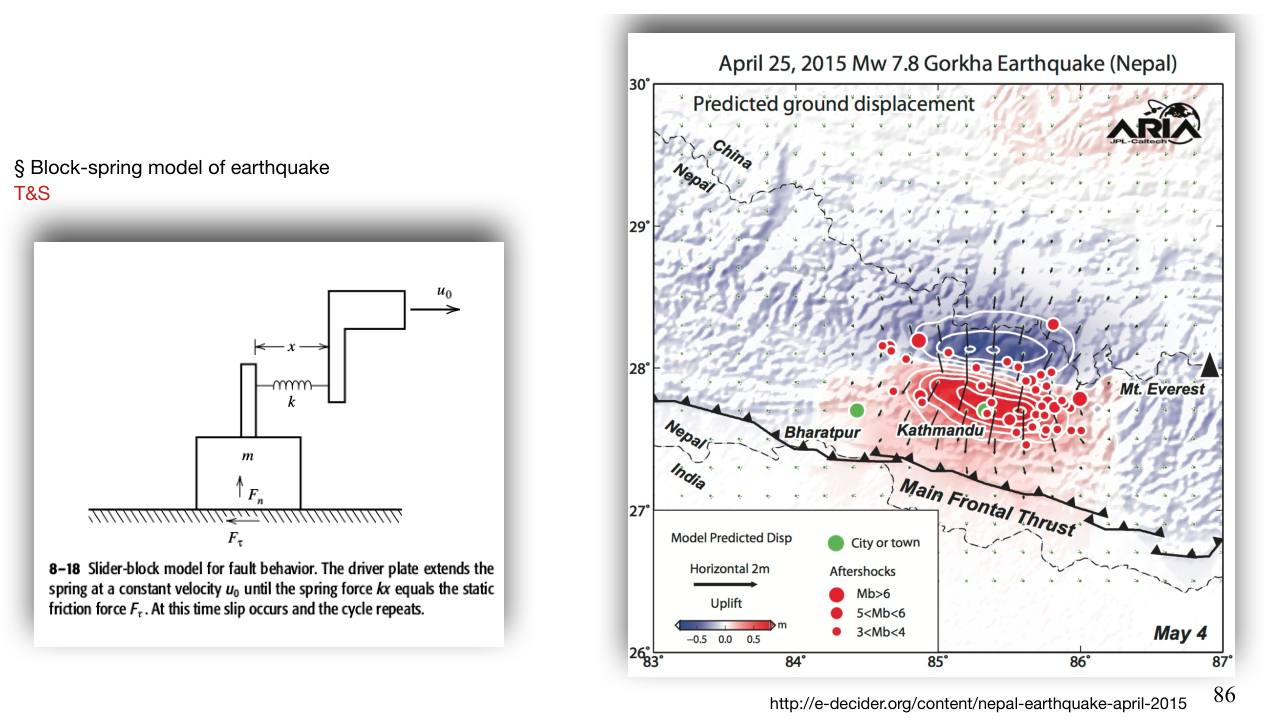 § Block-spring model of earthquake
T&S
u0
x
k
m
Fn
Fτ
8–18 Slider-block model for fault behavior. The driver plate extends the
spring at a constant velocity u0 until the spring force kx equals the static
friction force Fτ. At this time slip occurs and the cycle repeats.
April 25, 2015 Mw 7.8 Gorkha Earthquake (Nepal)
30°
Predicted ground displacement
ARIA
JPL-Caltech
China
Nepal
29°
28°
Mt. Everest
Bharatpur
Kathmandu
Nepal
India
Main Frontal Thrust
27°
Model Predicted Disp
Horizontal 2m
Uplift
m
−0.5 0.0 0.5
City or town
Aftershocks
Mb>6
5<Mb<6
3<Mb<4
May 4
26°
83° 84° 85° 86° 87°
http://e-decider.org/content/nepal-earthquake-april-2015
86